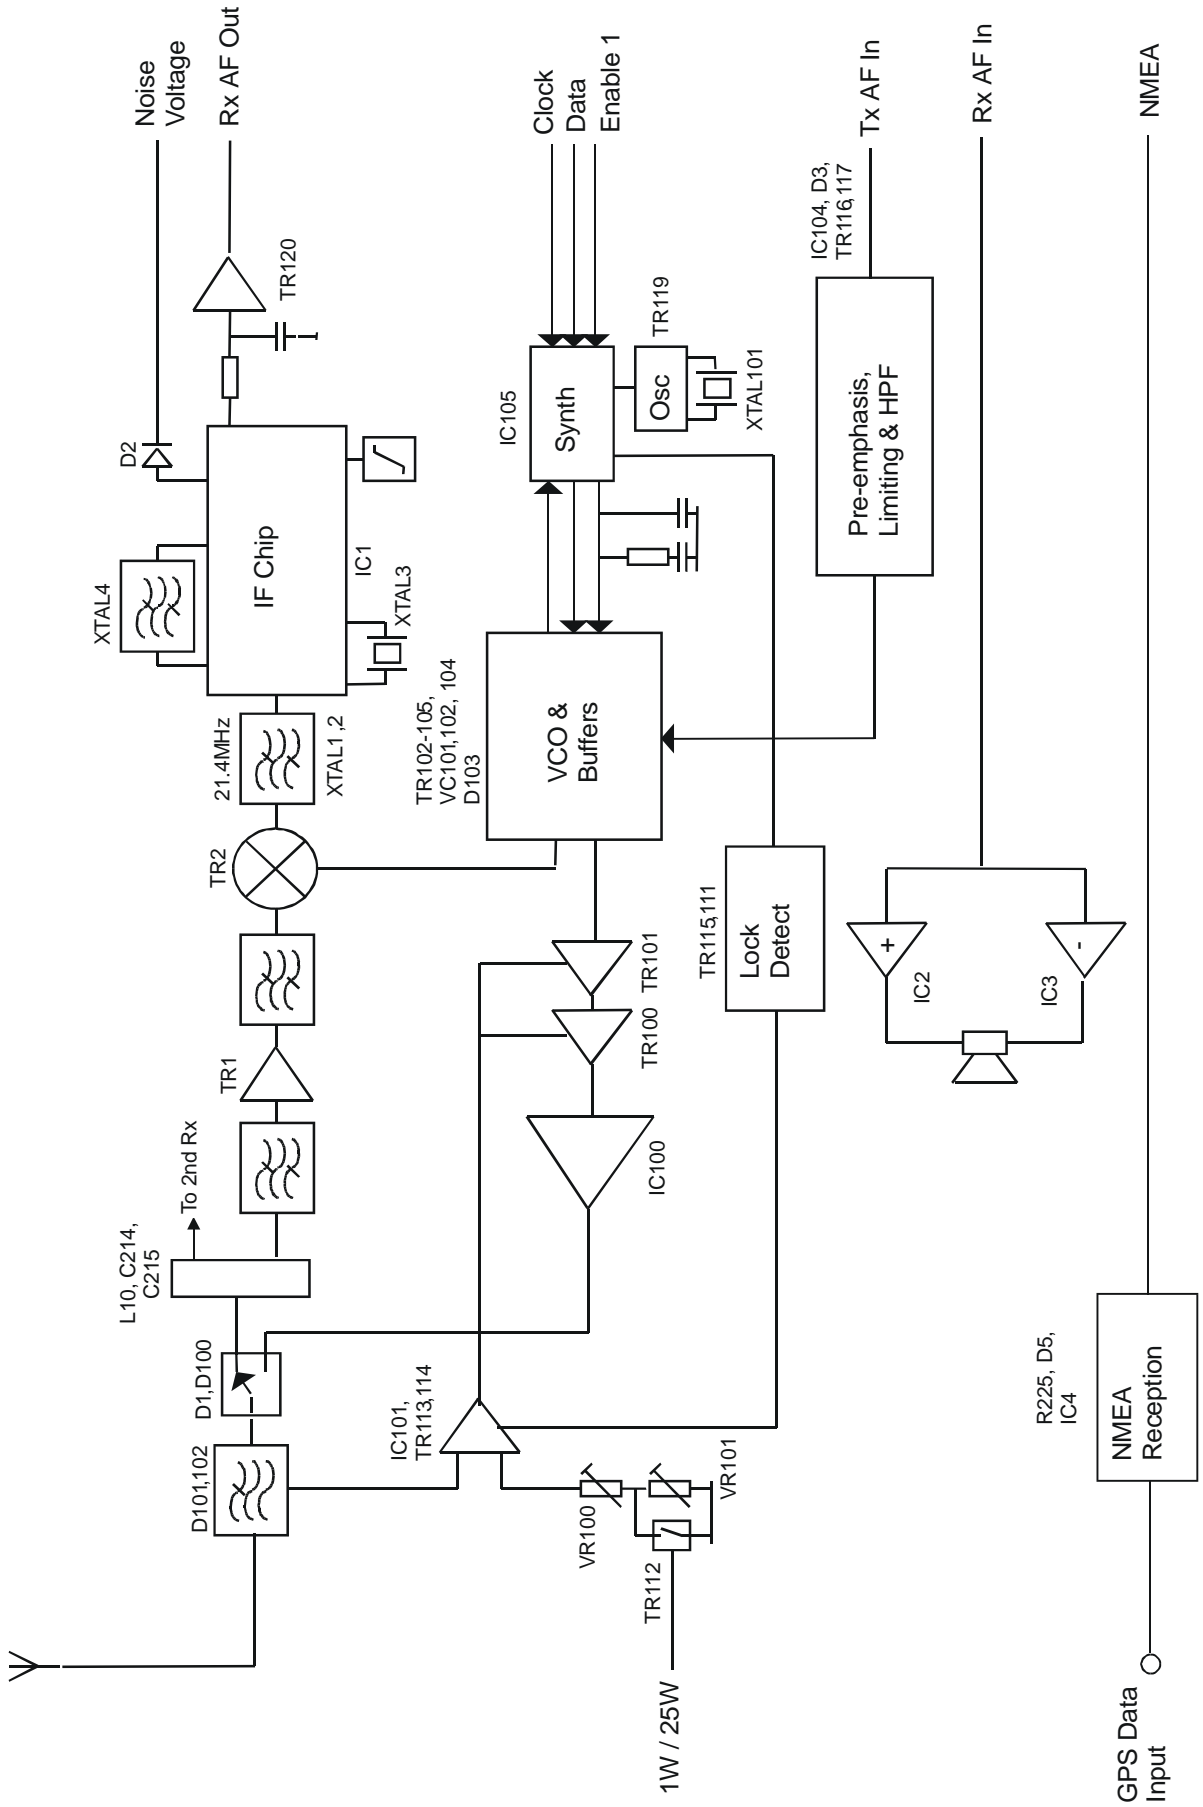 Noise
Voltage
Rx AF Out
D2
TR120
XTAL4
IF Chip
IC1
XTAL3
21.4MHz
XTAL1,2
TR2
TR1
To 2nd Rx
L10, C214,
C215
D1,D100
D101,102
Clock
Data
Enable 1
IC105
Synth
TR119
Osc
XTAL101
TR102-105,
VC101,102, 104
D103
VCO &
Buffers
TR101
TR100
IC100
IC101,
TR113,114
VR100
VR101
TR112
1W / 25W
TR115,111
Lock
Detect
Tx AF In
IC104, D3,
TR116,117
Pre-emphasis,
Limiting & HPF
Rx AF In
+
IC2
-
IC3
NMEA
R225, D5,
IC4
NMEA
Reception
GPS Data
Input